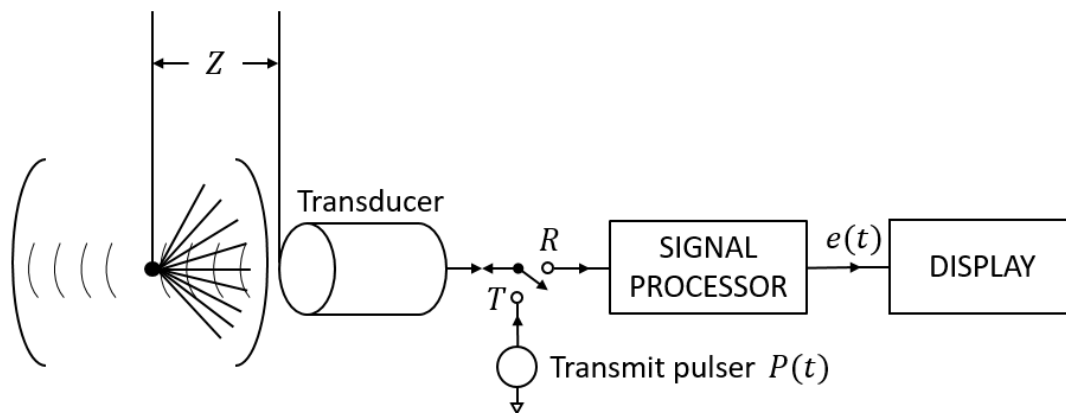 Z
Transducer
R
T
SIGNAL
PROCESSOR
e(t)
DISPLAY
Transmit pulser P(t)